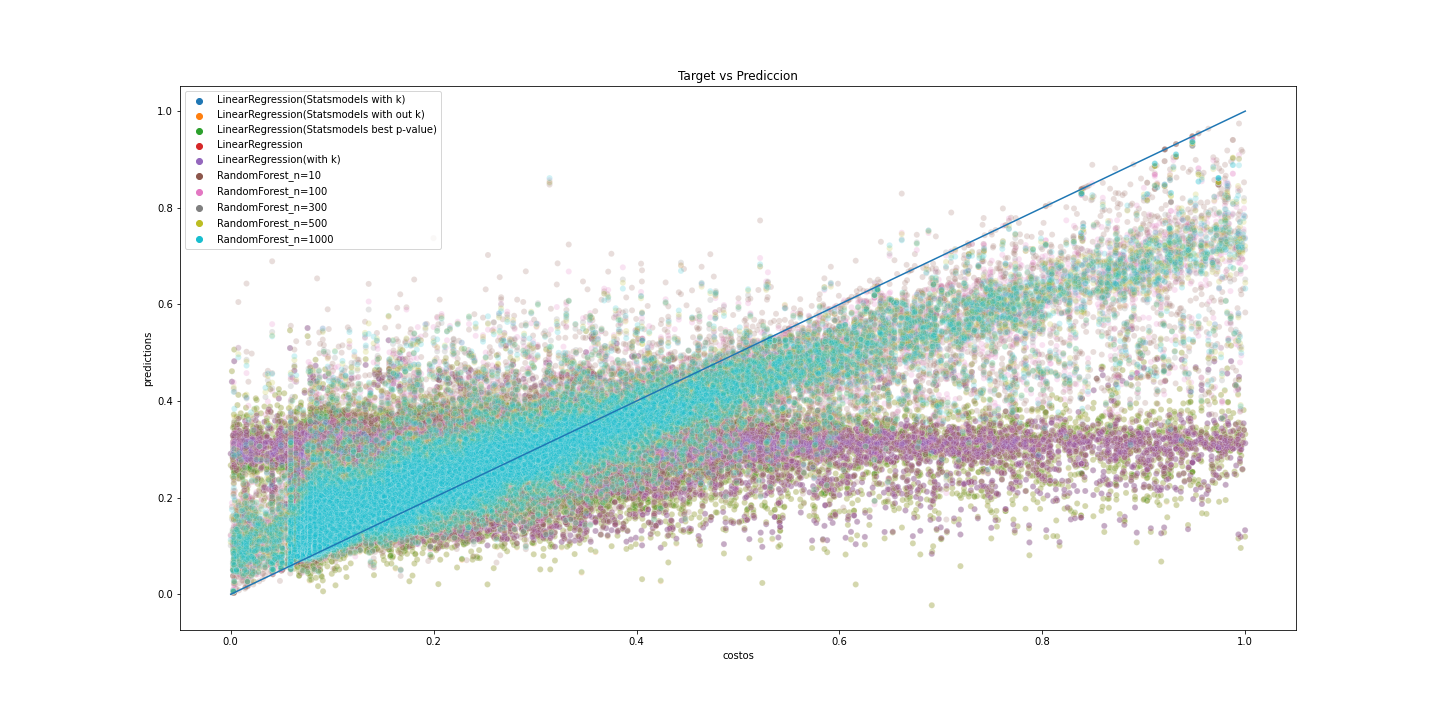 Target vs Prediccion
LinearRegression(Statsmodels with k)
LinearRegression(Statsmodels with out k)
LinearRegression(Statsmodels best p-value)
LinearRegression
LinearRegression(with k)
RandomForest_n=10
RandomForest_n=100
RandomForest_n=300
RandomForest_n=500
RandomForest_n=1000
predictions
1.0
0.8
0.6
0.4
0.2
0.0
0.0 0.2 0.4 0.6 0.8 1.0
costos